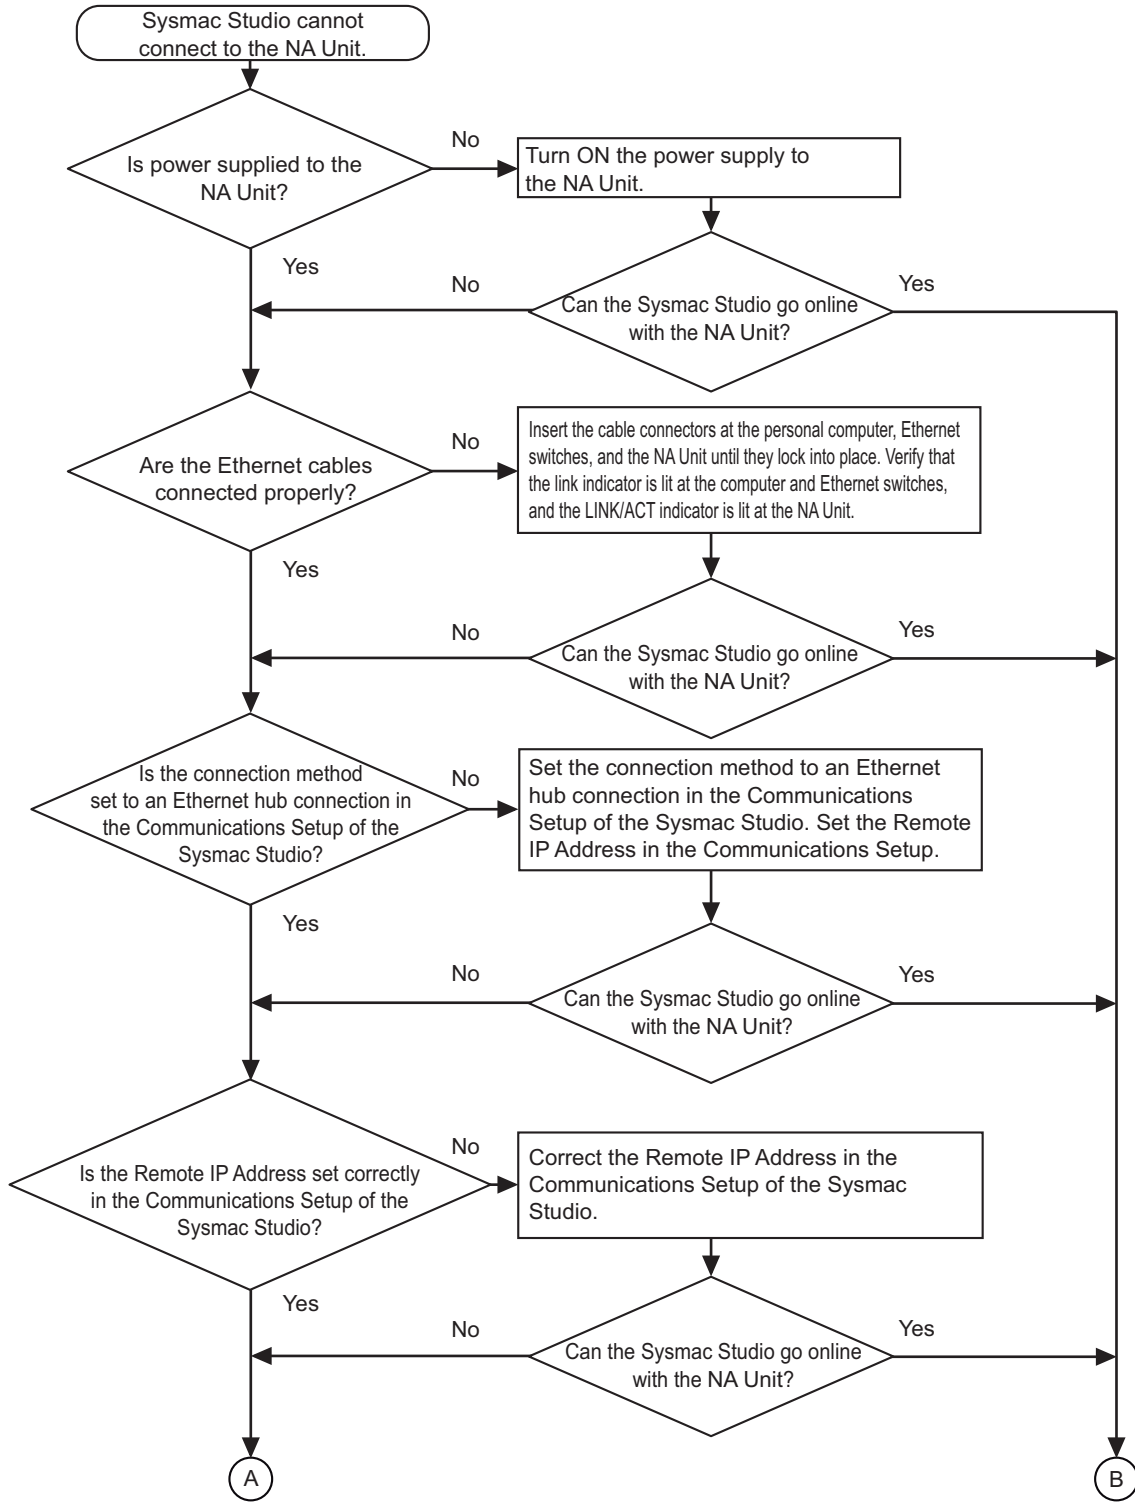 Sysmac Studio cannot
connect to the NA Unit.
Is power supplied to the
NA Unit?
No
Turn ON the power supply to
the NA Unit.
Yes
No
Can the Sysmac Studio go online
with the NA Unit?
Yes
Are the Ethernet cables
connected properly?
No
Insert the cable connectors at the personal computer, Ethernet
switches, and the NA Unit until they lock into place. Verify that
the link indicator is lit at the computer and Ethernet switches,
and the LINK/ACT indicator is lit at the NA Unit.
Yes
No
Can the Sysmac Studio go online
with the NA Unit?
Yes
Is the connection method
set to an Ethernet hub connection in
the Communications Setup of the
Sysmac Studio?
No
Set the connection method to an Ethernet
hub connection in the Communications
Setup of the Sysmac Studio. Set the Remote
IP Address in the Communications Setup.
Yes
No
Can the Sysmac Studio go online
with the NA Unit?
Yes
Is the Remote IP Address set correctly
in the Communications Setup of the
Sysmac Studio?
No
Correct the Remote IP Address in the
Communications Setup of the Sysmac
Studio.
Yes
No
Can the Sysmac Studio go online
with the NA Unit?
Yes
A
B